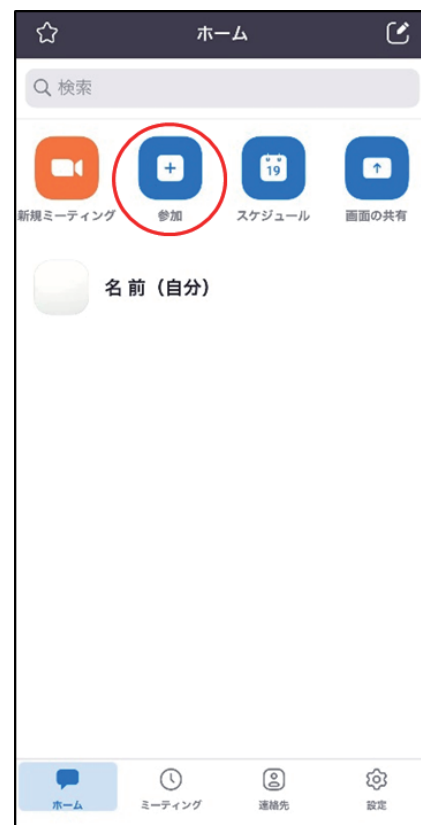 ホーム
検索
19
新規ミーティング 参加 スケジュール 画面の共有
名 前（自分）
ホーム ミーティング 連絡先 設定